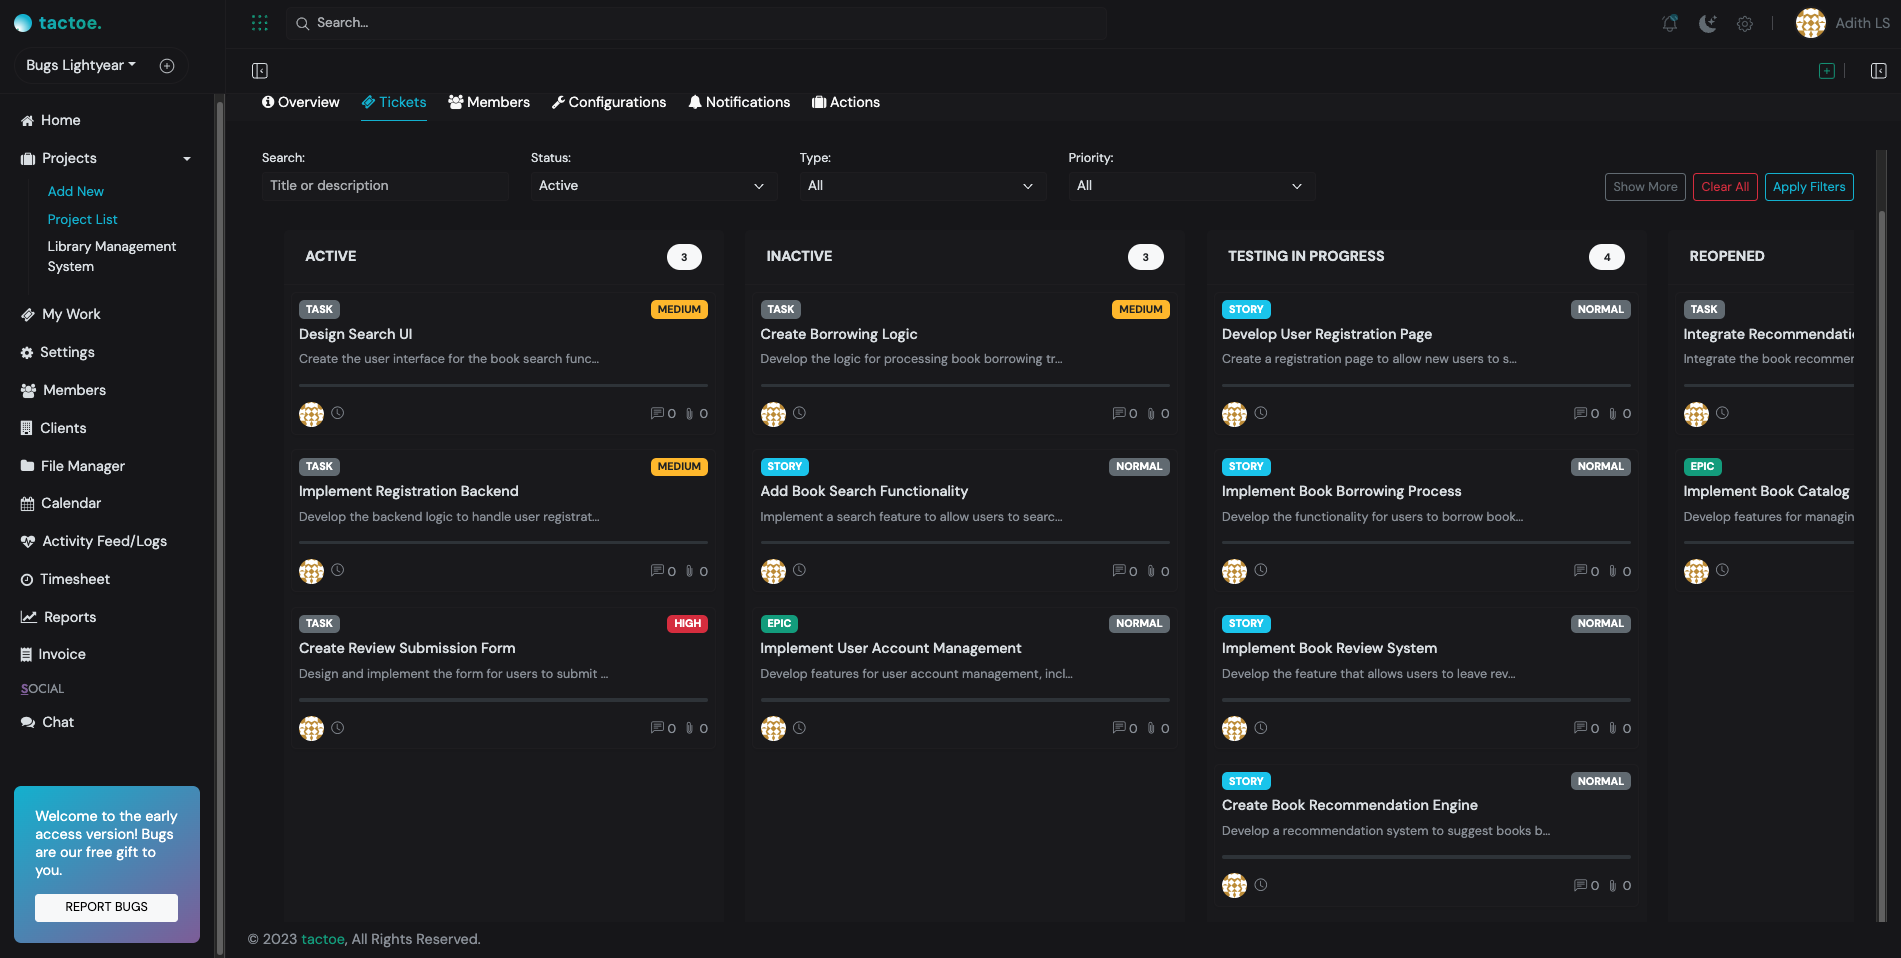 tactoe.
Search...
Adith LS
Bugs Lightyear
Overview
Tickets
Members
Configurations
Notifications
Actions
Home
Projects
Add New
Project List
Library Management
System
My Work
Settings
Members
Clients
File Manager
Calendar
Activity Feed/Logs
Timesheet
Reports
Invoice
SOCIAL
Chat
Welcome to the early
access version! Bugs
are our free gift to
you.
REPORT BUGS
Search:
Title or description
Status:
Active
Type:
All
Priority:
All
Show More
Clear All
Apply Filters
ACTIVE
3
TASK
MEDIUM
Design Search UI
Create the user interface for the book search func...
0 0
TASK
MEDIUM
Implement Registration Backend
Develop the backend logic to handle user registrat...
0 0
TASK
HIGH
Create Review Submission Form
Design and implement the form for users to submit ...
0 0
INACTIVE
3
TASK
MEDIUM
Create Borrowing Logic
Develop the logic for processing book borrowing tr...
0 0
STORY
NORMAL
Add Book Search Functionality
Implement a search feature to allow users to searc...
0 0
EPIC
NORMAL
Implement User Account Management
Develop features for user account management, incl...
0 0
TESTING IN PROGRESS
4
STORY
NORMAL
Develop User Registration Page
Create a registration page to allow new users to s...
0 0
STORY
NORMAL
Implement Book Borrowing Process
Develop the functionality for users to borrow book...
0 0
STORY
NORMAL
Implement Book Review System
Develop the feature that allows users to leave rev...
0 0
STORY
NORMAL
Create Book Recommendation Engine
Develop a recommendation system to suggest books b...
0 0
REOPENED
TASK
Integrate Recommendatic
Integrate the book recommer
EPIC
Implement Book Catalog
Develop features for managin
© 2023 tactoe, All Rights Reserved.